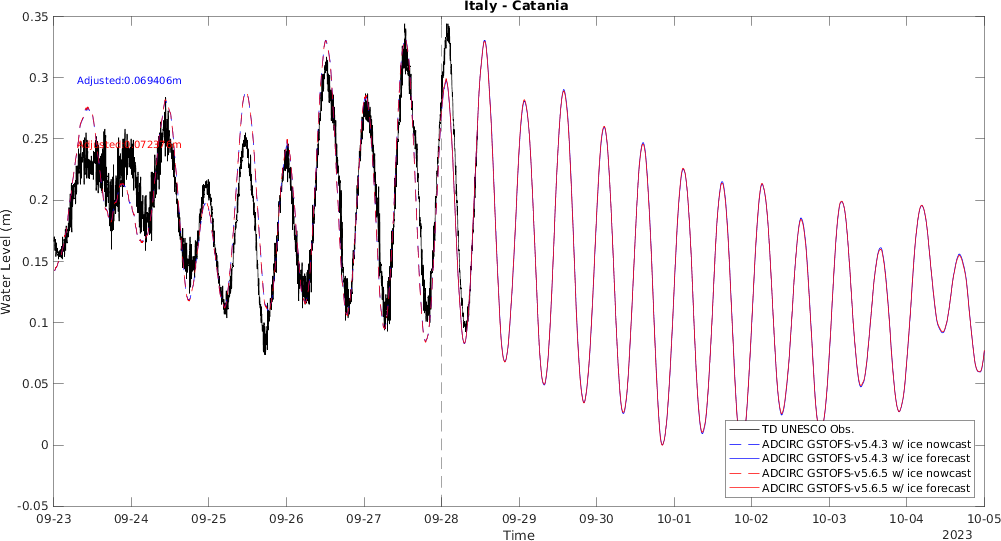 Italy - Catania
0.35
0.3
0.25
0.2
0.15
0.1
0.05
0
-0.05
Water Level (m)
Adjusted:0.069406m
09-23
09-24
09-25
09-26
09-27
09-28
09-29
09-30
10-01
10-02
10-03
10-04
10-05
Time
2023
TD UNESCO Obs.
ADCIRC GSTOFS-v5.4.3 w/ ice nowcast
ADCIRC GSTOFS-v5.4.3 w/ ice forecast
ADCIRC GSTOFS-v5.6.5 w/ ice nowcast
ADCIRC GSTOFS-v5.6.5 w/ ice forecast